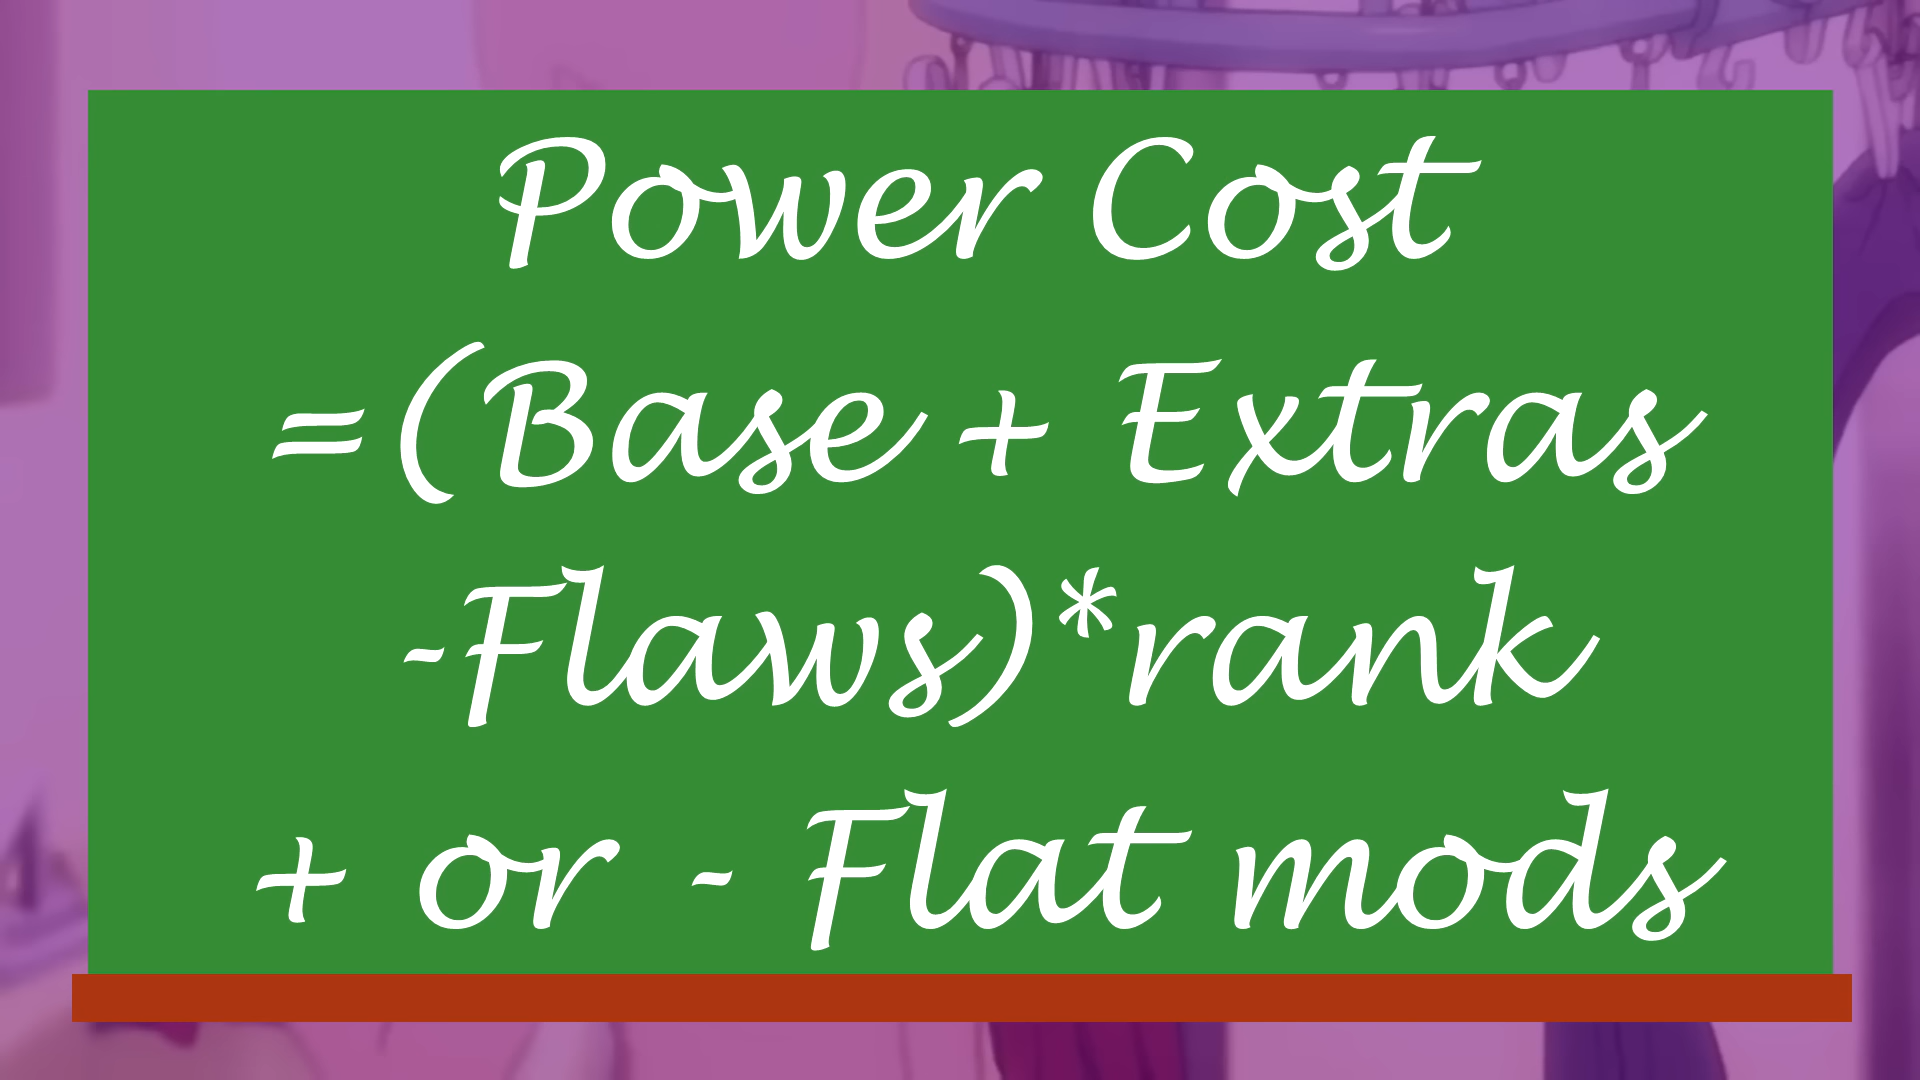 Power Cost
=(Base + Extras
-Flaws)*rank
+ or - Flat mods